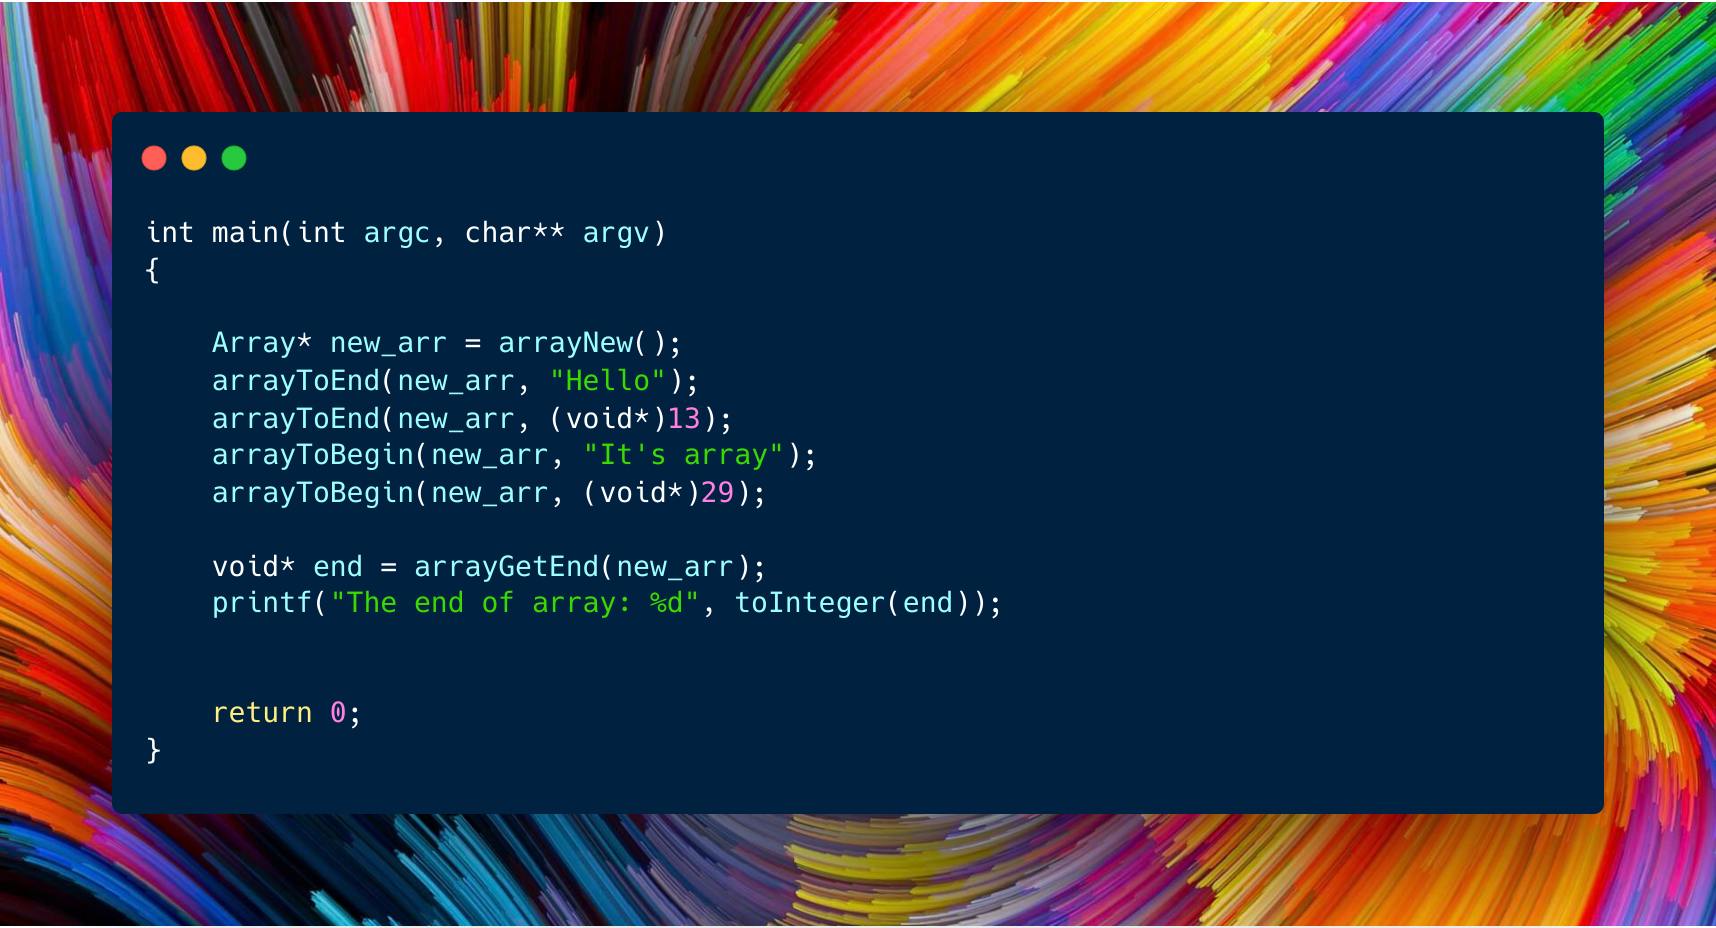 int main(int argc, char** argv)
{
    Array* new_arr = arrayNew();
    arrayToEnd(new_arr, "Hello");
    arrayToEnd(new_arr, (void*)13);
    arrayToBegin(new_arr, "It's array");
    arrayToBegin(new_arr, (void*)29);
    void* end = arrayGetEnd(new_arr);
    printf("The end of array: %d", toInteger(end));
    return 0;
}